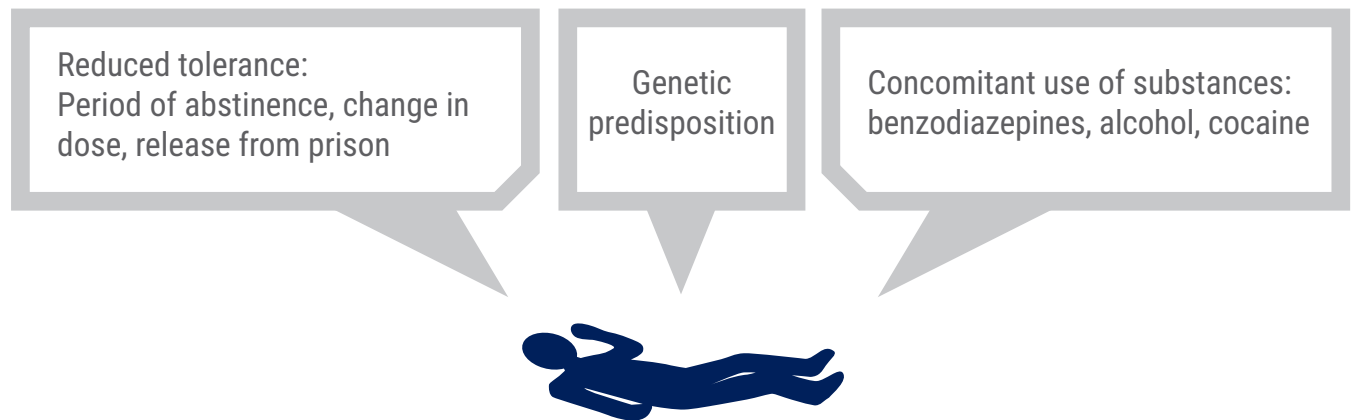 Reduced tolerance:
Period of abstinence, change in
dose, release from prison
Genetic
predisposition
Concomitant use of substances:
benzodiazepines, alcohol, cocaine